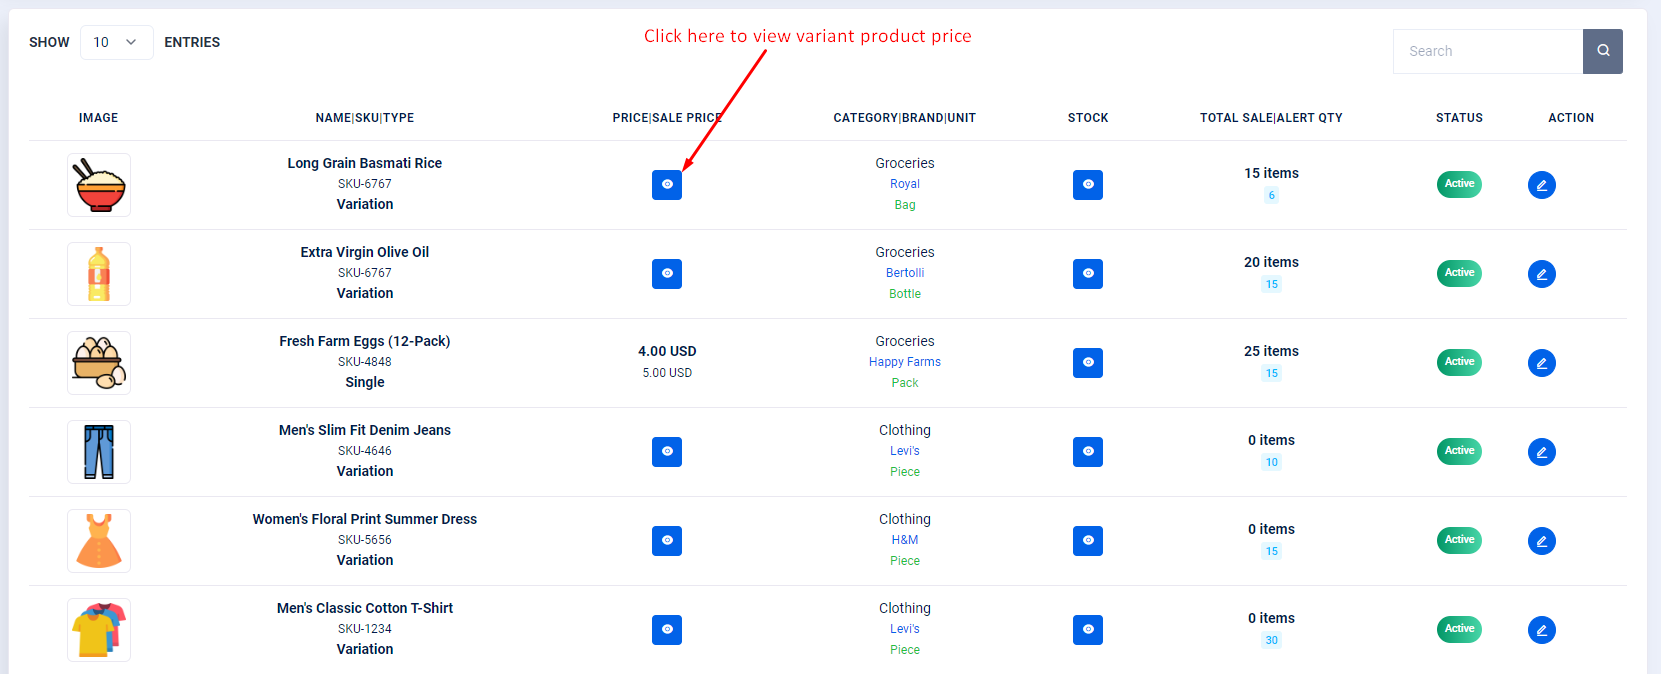 SHOW 10 ENTRIES
Click here to view variant product price
Search
IMAGE NAME|SKU|TYPE PRICE|SALE PRICE CATEGORY|BRAND|UNIT STOCK TOTAL SALE|ALERT QTY STATUS ACTION
Long Grain Basmati Rice
SKU-6767
Variation
Groceries
Royal
Bag
15 items
6
Active
Extra Virgin Olive Oil
SKU-6767
Variation
Groceries
Bertolli
Bottle
20 items
15
Active
Fresh Farm Eggs (12-Pack)
SKU-4848
Single
4.00 USD
5.00 USD
Groceries
Happy Farms
Pack
25 items
15
Active
Men's Slim Fit Denim Jeans
SKU-4646
Variation
Clothing
Levi's
Piece
0 items
10
Active
Women's Floral Print Summer Dress
SKU-5656
Variation
Clothing
H&M
Piece
0 items
15
Active
Men's Classic Cotton T-Shirt
SKU-1234
Variation
Clothing
Levi's
Piece
0 items
30
Active